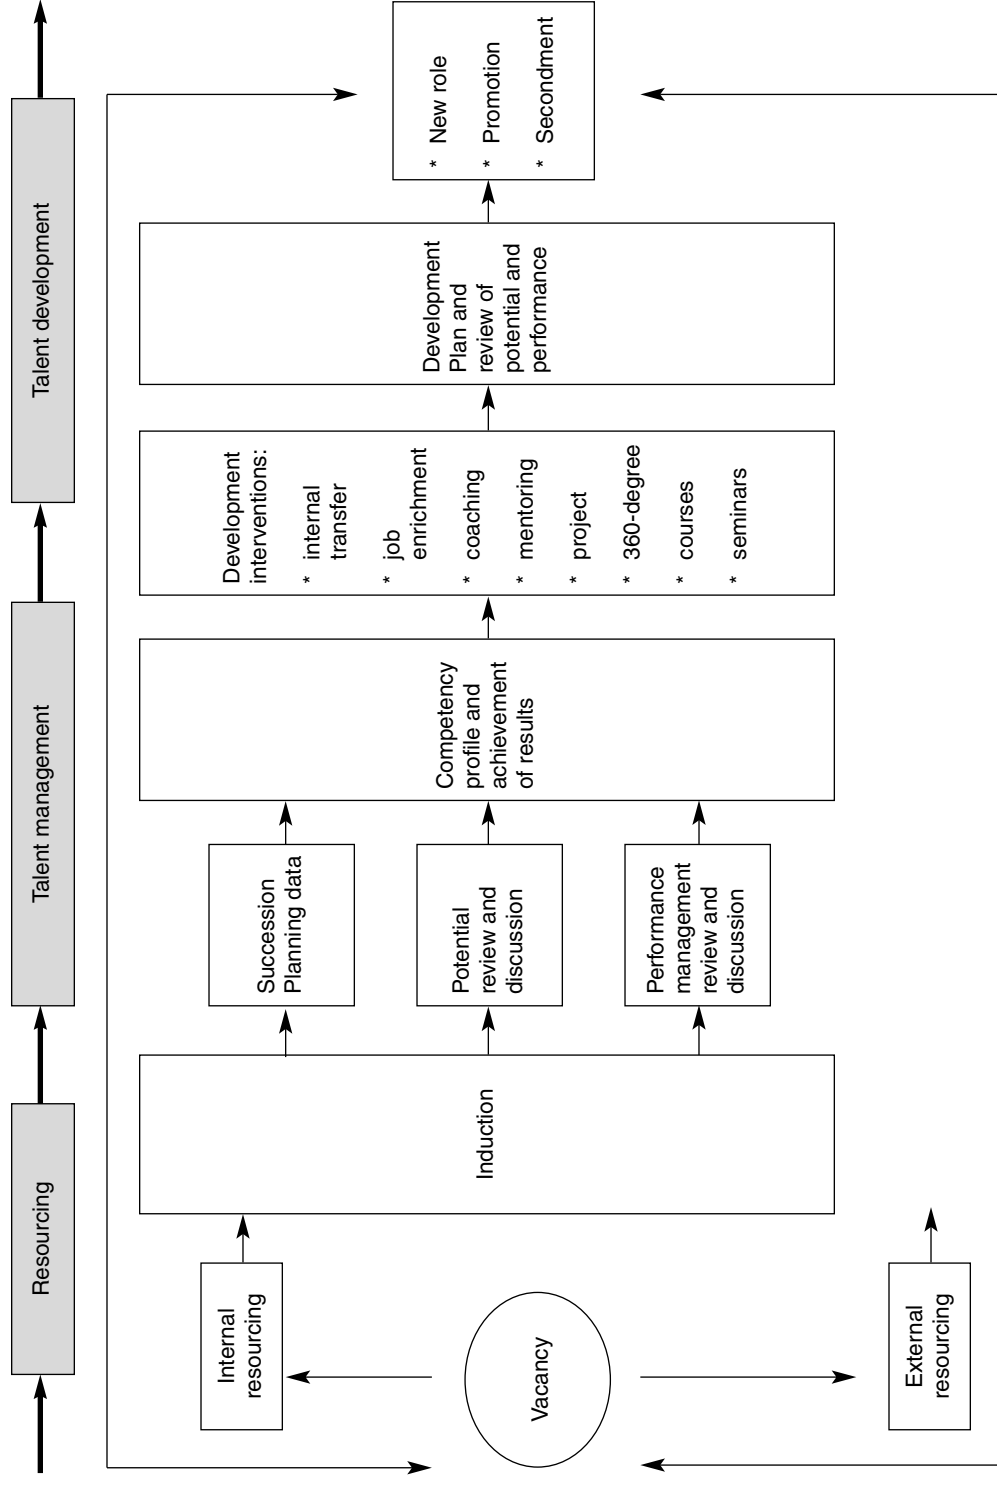 Resourcing
Talent management
Talent development
Internal
resourcing
Vacancy
External
resourcing
Induction
Succession
Planning data
Potential
review and
discussion
Performance
management
review and
discussion
Competency
profile and
achievement
of results
Development
interventions:
* internal
transfer
* job
enrichment
* coaching
* mentoring
* project
* 360-degree
* courses
* seminars
Development
Plan and
review of
potential and
performance
* New role
* Promotion
* Secondment